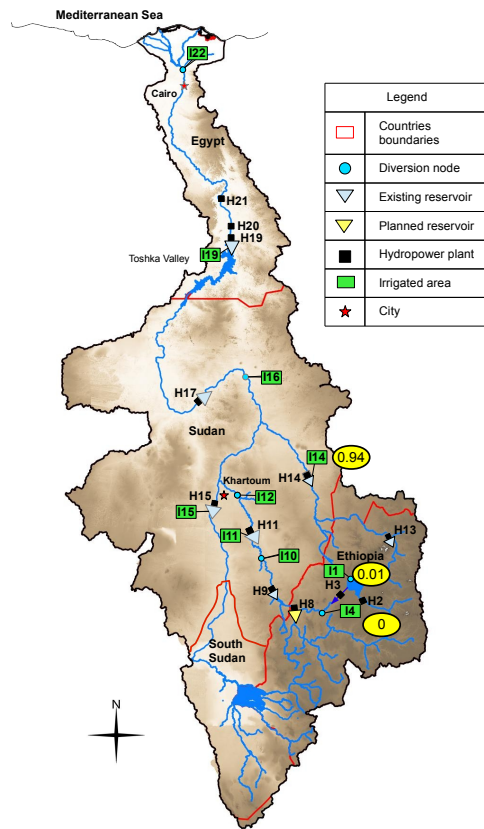 Mediterranean Sea
I22
Cairo
Egypt
H21
H20
H19
I19
Toshka Valley
Legend
Countries
boundaries
Diversion node
Existing reservoir
Planned reservoir
Hydropower plant
Irrigated area
City
I16
H17
Sudan
I14
0.94
H14
Khartoum
H15
I12
I15
H11
I11
H13
I10
Ethiopia
I1
0.01
H3
H9
H8
H2
I4
0
South
Sudan
N